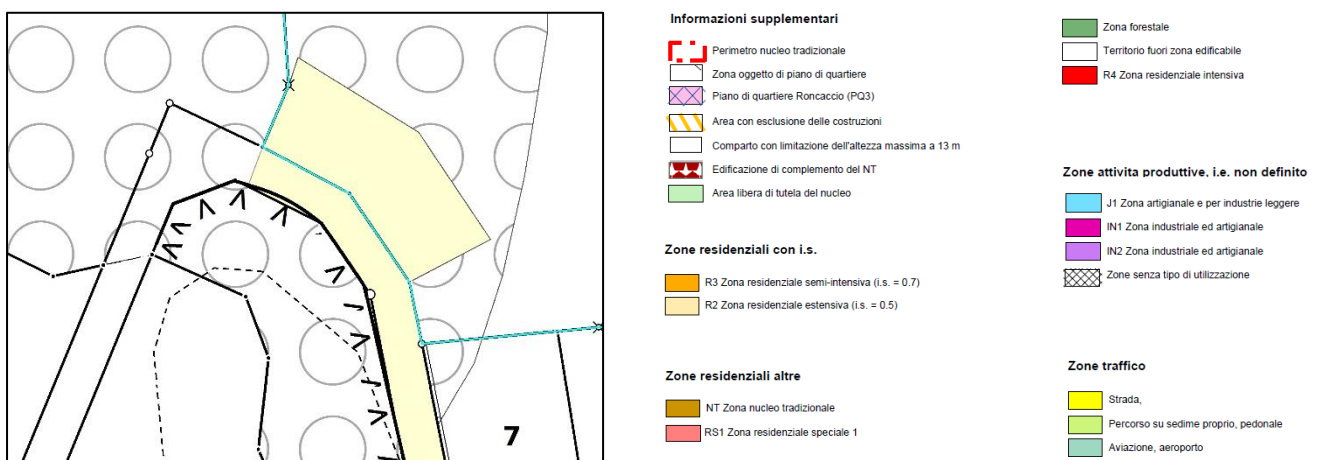 7
Informazioni supplementari
Perimetro nucleo tradizionale
Zona oggetto di piano di quartiere
Piano di quartiere Roncaccio (PQ3)
Area con esclusione delle costruzioni
Comparto con limitazione dell'altezza massima a 13 m
Edificazione di complemento del NT
Area libera di tutela del nucleo
Zone residenziali con i.s.
R3 Zona residenziale semi-intensiva (i.s. = 0.7)
R2 Zona residenziale estensiva (i.s. = 0.5)
Zone residenziali altre
NT Zona nucleo tradizionale
RS1 Zona residenziale speciale 1
Zona forestale
Territorio fuori zona edificabile
R4 Zona residenziale intensiva
Zone attivita produttive, i.e. non definito
J1 Zona artigianale e per industrie leggere
IN1 Zona industriale ed artigianale
IN2 Zona industriale ed artigianale
Zone senza tipo di utilizzazione
Zone traffico
Strada,
Percorso su sedime proprio, pedonale
Aviazione, aeroporto